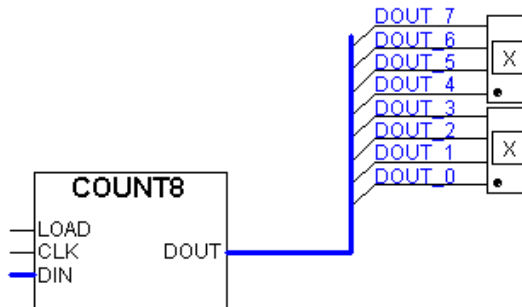 DOUT_7
DOUT_6
X
DOUT_5
DOUT_4
DOUT_3
DOUT_2
X
DOUT_1
DOUT_0
COUNT8
LOAD
CLK DOUT
DIN